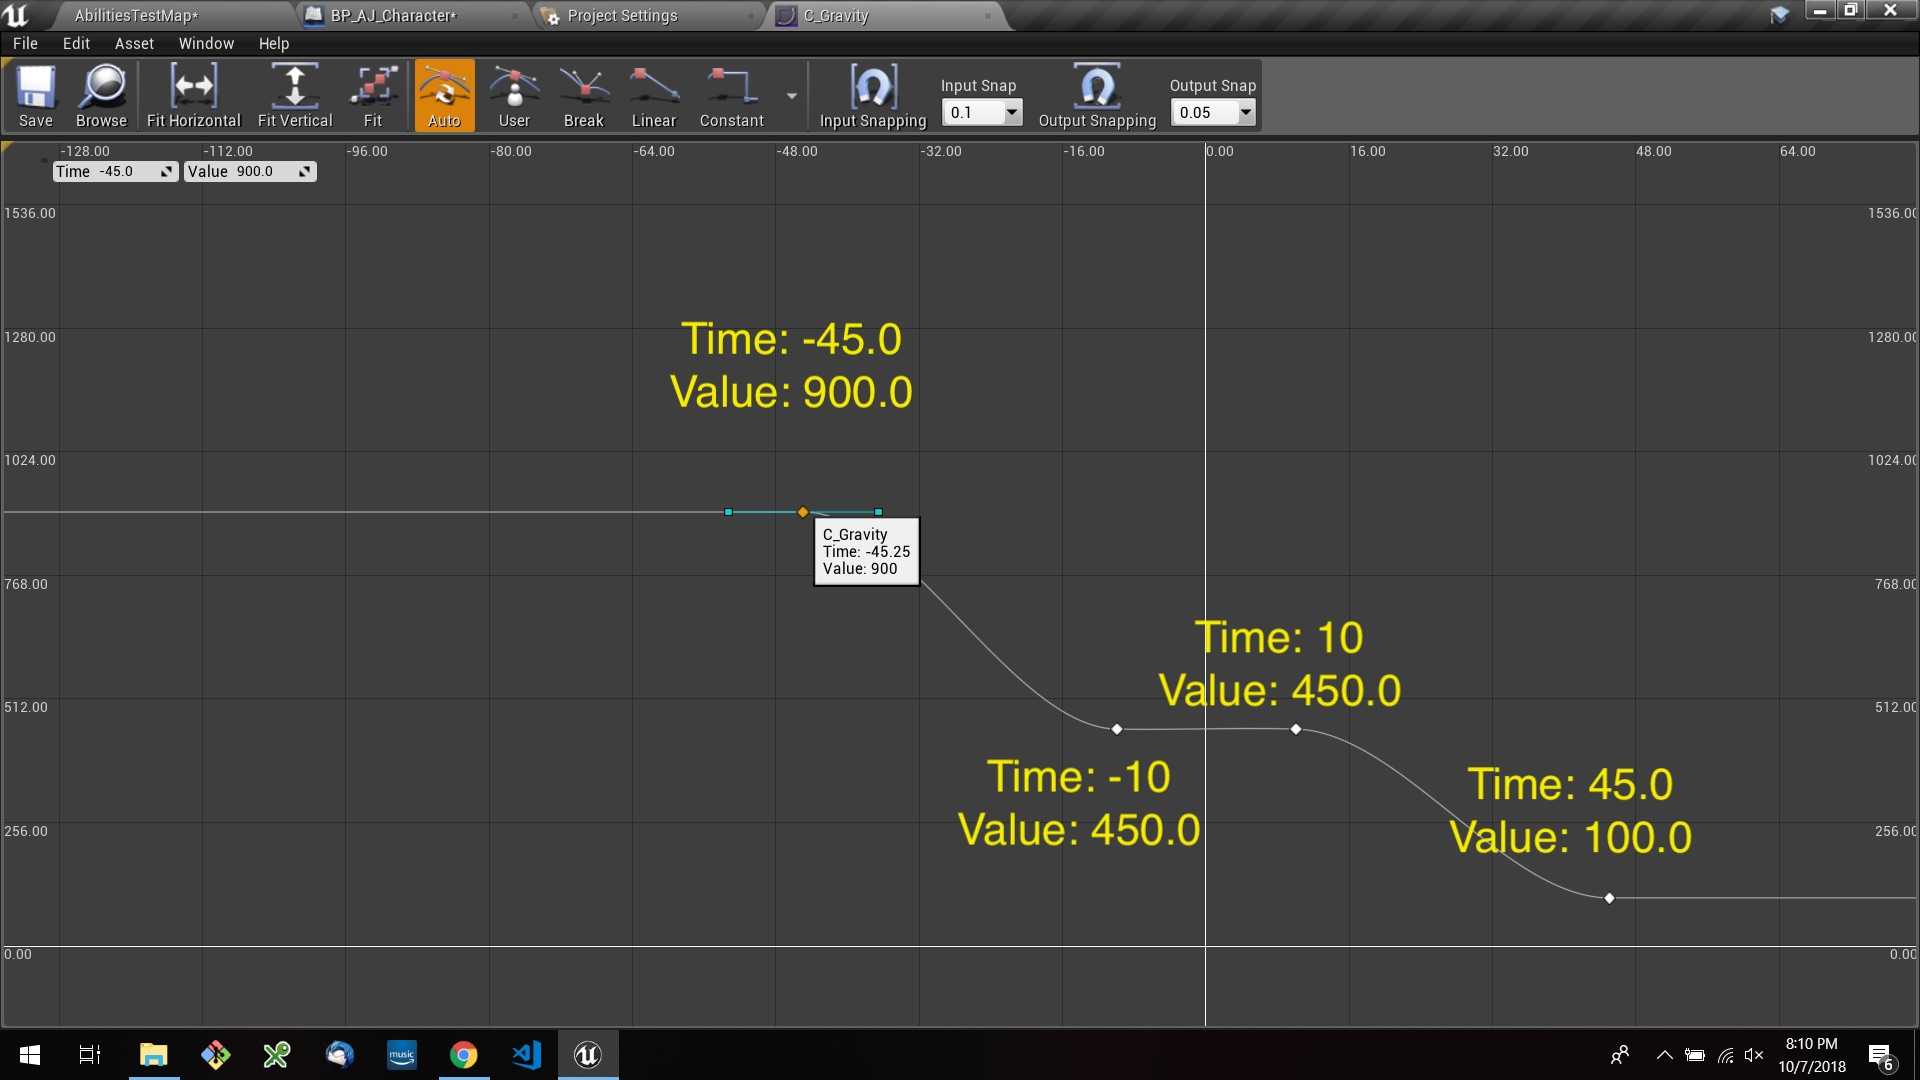 AbilitiesTestMap*
BP_AJ_Character*
Project Settings
C_Gravity
File Edit Asset Window Help
Save Browse Fit Horizontal Fit Vertical Fit Auto User Break Linear Constant Input Snapping
Input Snap
0.1
Output Snapping
Output Snap
0.05
-128.00 -112.00 -96.00 -80.00 -64.00 -48.00 -32.00 -16.00 0.00 16.00 32.00 48.00 64.00
Time -45.0 Value 900.0
1536.00 1536.00
1280.00 1280.00
Time: -45.0
Value: 900.0
1024.00 1024.00
C_Gravity
Time: -45.25
Value: 900
768.00 768.00
Time: 10
Value: 450.0
512.00 512.00
Time: -10
Value: 450.0
Time: 45.0
Value: 100.0
256.00 256.00
0.00 0.00
music
8:10 PM
10/7/2018
6